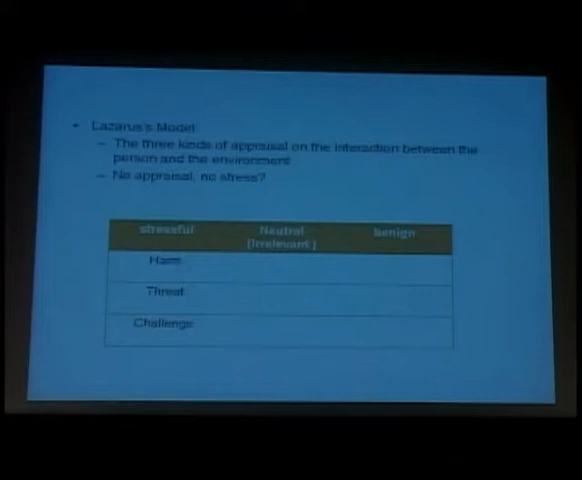 • Lazarus's Model
– The three kinds of appraisal on the interaction between the
person and the environment
– No appraisal, no stress?
stressful Neutral benign
(Irrelevant)
Harm
Threat
Challenge